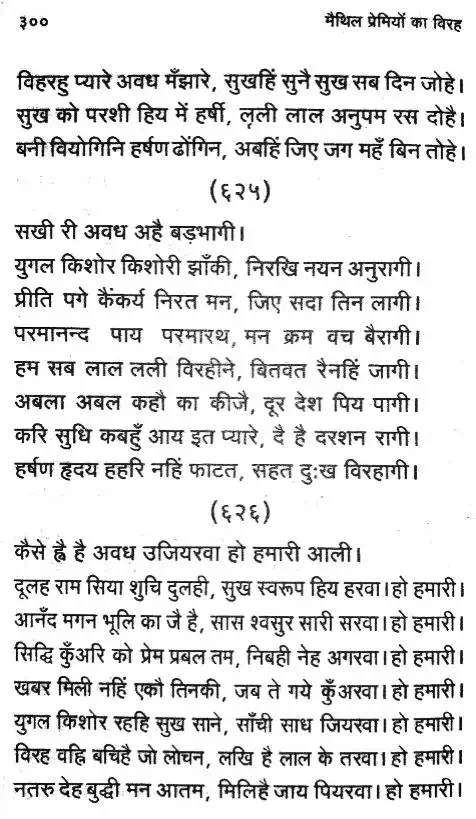 ३००
मैथिल प्रेमियों का विरह
विहरहु प्यारे अवध मँझारे, सुखहिं सुनै सुख सब दिन जोहे।
सुख को परशी हिय में हर्षी, लली लाल अनुपम रस दोहै।
बनी वियोगिनि हर्षण ढोंगिन, अबहिं जिए जग महँ बिन तोहे।
(६२५)
सखी री अवध अहै बड़भागी।
युगल किशोर किशोरी झाँकी, निरखि नयन अनुरागी।
प्रीति पगे कैंकर्य निरत मन, जिए सदा तिन लागी।
परमानन्द पाय परमारथ, मन क्रम वच बैरागी।
हम सब लाल लली विरहीने, बितवत रैनहिं जागी।
अबला अबल कहौ का कीजै, दूर देश पिय पागी।
करि सुधि कबहुँ आय इत प्यारे, दै है दरशन रागी।
हर्षण हृदय हहरि नहिं फाटत, सहत दुःख विरहागी।
(६२६)
कैसे ह्वै है अवध उजियरवा हो हमारी आली।
दूलह राम सिया शुचि दुलही, सुख स्वरूप हिय हरवा। हो हमारी।
आनँद मगन भूलि का जै है, सास श्वसुर सारी सरवा। हो हमारी।
सिद्धि कुँअरि को प्रेम प्रबल तम, निबही नेह अगरवा। हो हमारी।
खबर मिली नहिं एकौ तिनकी, जब ते गये कुँअरवा। हो हमारी।
युगल किशोर रहहि सुख साने, साँची साध जियरवा। हो हमारी।
विरह वह्नि बचिहै जो लोचन, लखि है लाल के तरवा। हो हमारी।
नतरु देह बुद्धी मन आतम, मिलिहै जाय पियरवा। हो हमारी।